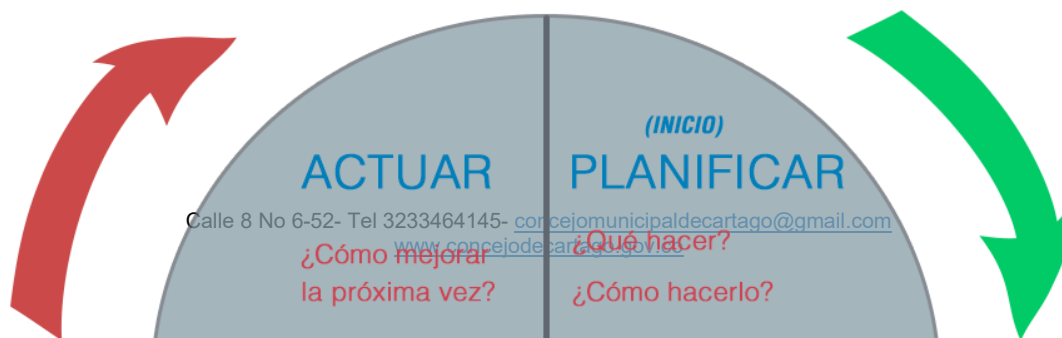 (INICIO)
ACTUAR
PLANIFICAR
Calle 8 No 6-52- Tel 3233464145- concejomunicipaldecartago@gmail.com
www.concejodecartago.gov.co
¿Cómo mejorar
la próxima vez?
¿Qué hacer?
¿Cómo hacerlo?